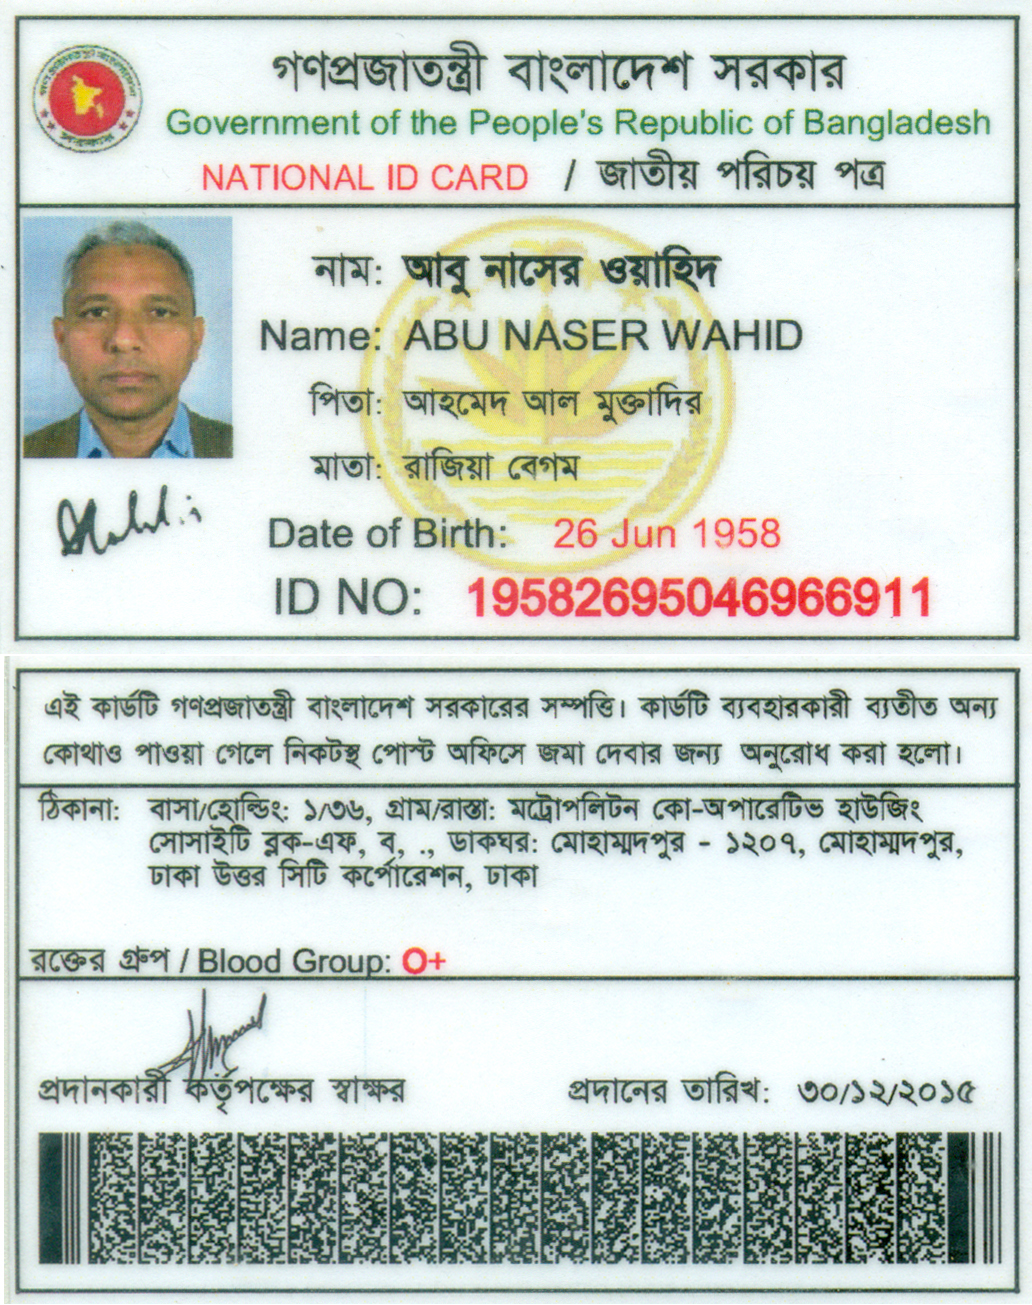 গণপ্রজাতন্ত্রী বাংলাদেশ সরকার
Government of the People's Republic of Bangladesh
NATIONAL ID CARD / জাতীয় পরিচয় পত্র
নাম: আবু নাসের ওয়াহিদ
Name: ABU NASER WAHID
পিতা: আহমেদ আল মুক্তাদির
মাতা: রাজিয়া বেগম
Date of Birth: 26 Jun 1958
ID NO: 19582695046966911
এই কার্ডটি গণপ্রজাতন্ত্রী বাংলাদেশ সরকারের সম্পত্তি। কার্ডটি ব্যবহারকারী ব্যতীত অন্য
কোথাও পাওয়া গেলে নিকটস্থ পোস্ট অফিসে জমা দেবার জন্য অনুরোধ করা হলো।
ঠিকানা: বাসা/হোল্ডিং: ১/৩৬, গ্রাম/রাস্তা: মট্রোপলিটন কো-অপারেটিভ হাউজিং
সোসাইটি ব্লক-এফ, ব, ., ডাকঘর: মোহাম্মদপুর - ১২০৭, মোহাম্মদপুর,
ঢাকা উত্তর সিটি কর্পোরেশন, ঢাকা
রক্তের গ্রুপ / Blood Group: O+
প্রদানকারী কর্তৃপক্ষের স্বাক্ষর প্রদানের তারিখ: ৩০/১২/২০১৫